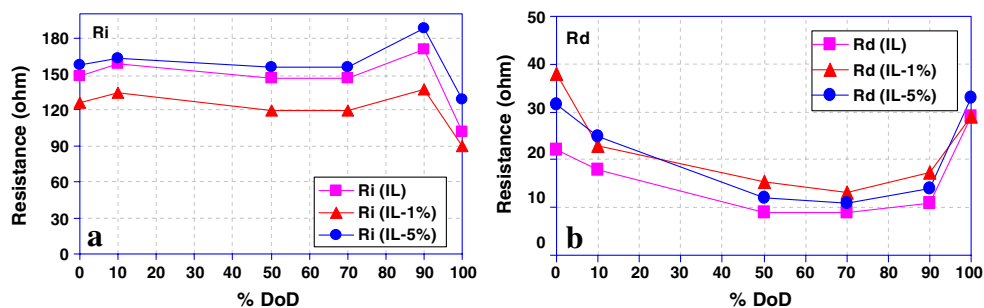 Ri
Resistance (ohm)
180
150
120
90
60
30
0
Ri (IL)
Ri (IL-1%)
Ri (IL-5%)
a
0 10 20 30 40 50 60 70 80 90 100
% DoD
Rd
Resistance (ohm)
50
40
30
20
10
0
Rd (IL)
Rd (IL-1%)
Rd (IL-5%)
b
0 10 20 30 40 50 60 70 80 90 100
% DoD